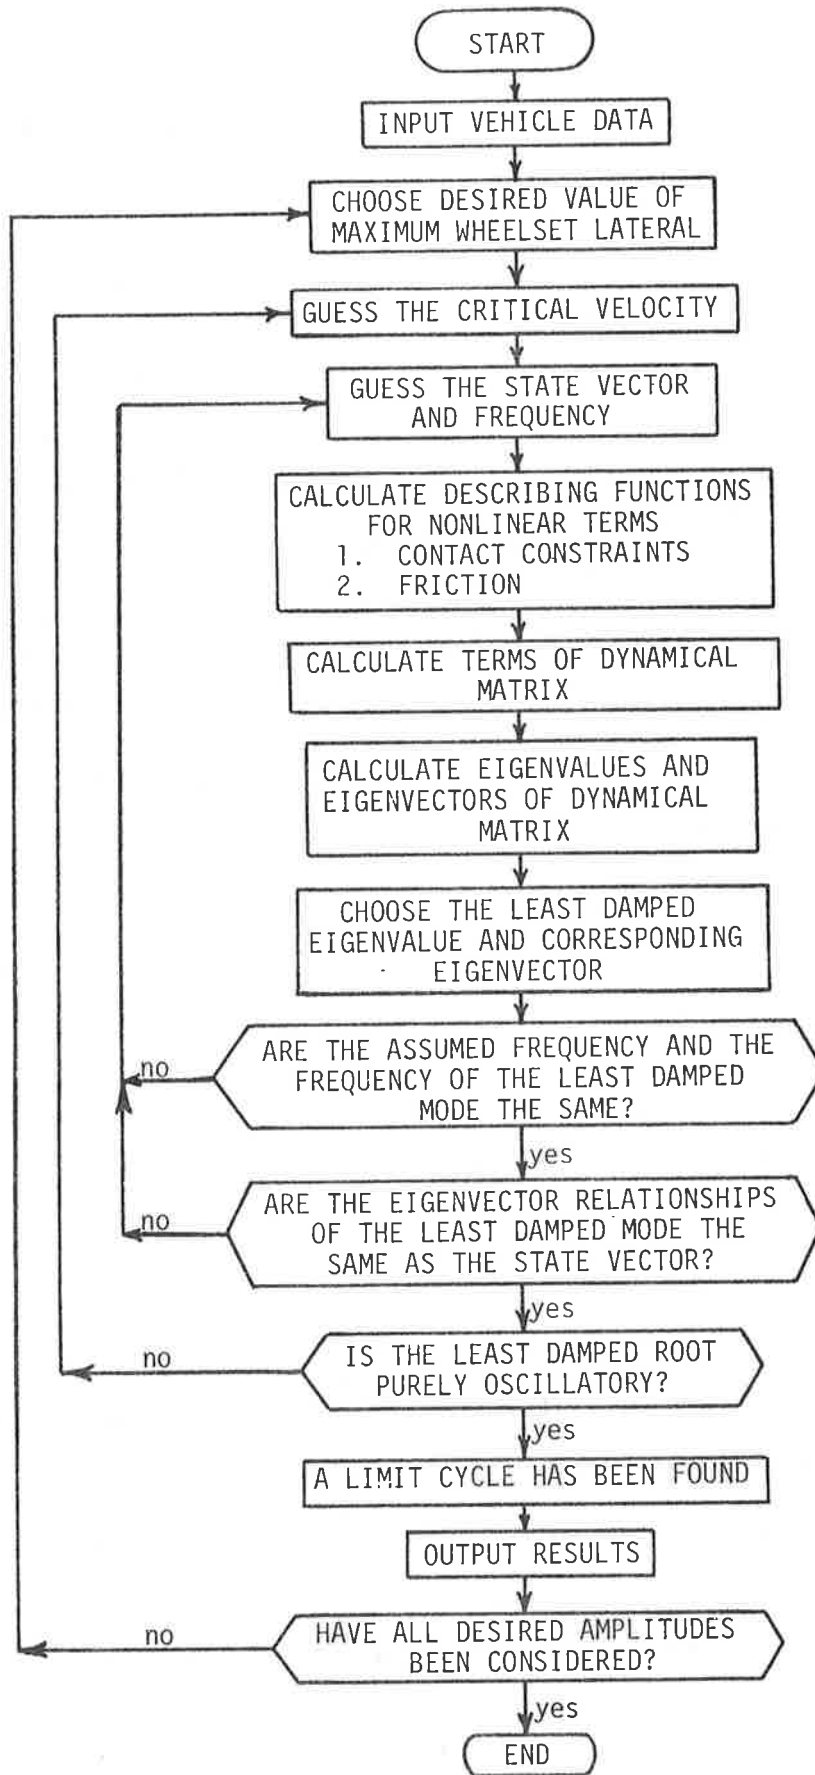 START
INPUT VEHICLE DATA
CHOOSE DESIRED VALUE OF
MAXIMUM WHEELSET LATERAL
GUESS THE CRITICAL VELOCITY
GUESS THE STATE VECTOR
AND FREQUENCY
CALCULATE DESCRIBING FUNCTIONS
FOR NONLINEAR TERMS
1. CONTACT CONSTRAINTS
2. FRICTION
CALCULATE TERMS OF DYNAMICAL
MATRIX
CALCULATE EIGENVALUES AND
EIGENVECTORS OF DYNAMICAL
MATRIX
CHOOSE THE LEAST DAMPED
EIGENVALUE AND CORRESPONDING
EIGENVECTOR
ARE THE ASSUMED FREQUENCY AND THE
FREQUENCY OF THE LEAST DAMPED
MODE THE SAME?
no
yes
ARE THE EIGENVECTOR RELATIONSHIPS
OF THE LEAST DAMPED MODE THE
SAME AS THE STATE VECTOR?
no
yes
IS THE LEAST DAMPED ROOT
PURELY OSCILLATORY?
no
yes
A LIMIT CYCLE HAS BEEN FOUND
OUTPUT RESULTS
HAVE ALL DESIRED AMPLITUDES
BEEN CONSIDERED?
no
yes
END